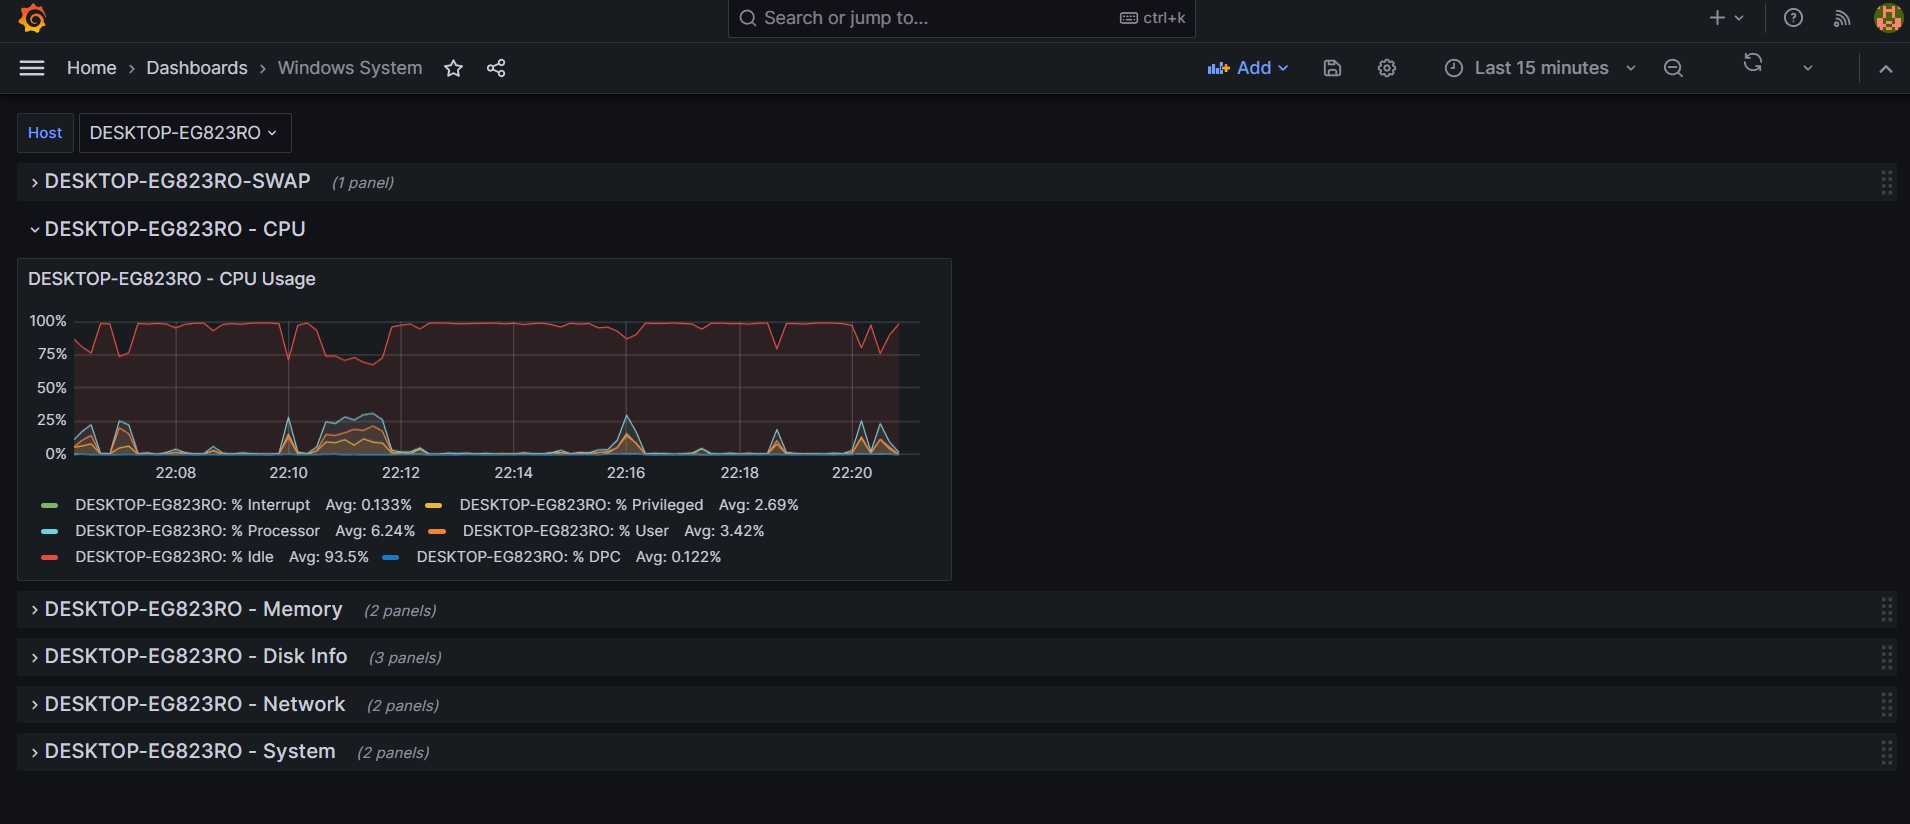 Search or jump to... ctrl+k
Home › Dashboards › Windows System Add Last 15 minutes
Host DESKTOP-EG823RO
DESKTOP-EG823RO-SWAP (1 panel)
DESKTOP-EG823RO - CPU
DESKTOP-EG823RO - CPU Usage
100%
75%
50%
25%
0%
22:08 22:10 22:12 22:14 22:16 22:18 22:20
DESKTOP-EG823RO: % Interrupt Avg: 0.133% DESKTOP-EG823RO: % Privileged Avg: 2.69%
DESKTOP-EG823RO: % Processor Avg: 6.24% DESKTOP-EG823RO: % User Avg: 3.42%
DESKTOP-EG823RO: % Idle Avg: 93.5% DESKTOP-EG823RO: % DPC Avg: 0.122%
DESKTOP-EG823RO - Memory (2 panels)
DESKTOP-EG823RO - Disk Info (3 panels)
DESKTOP-EG823RO - Network (2 panels)
DESKTOP-EG823RO - System (2 panels)